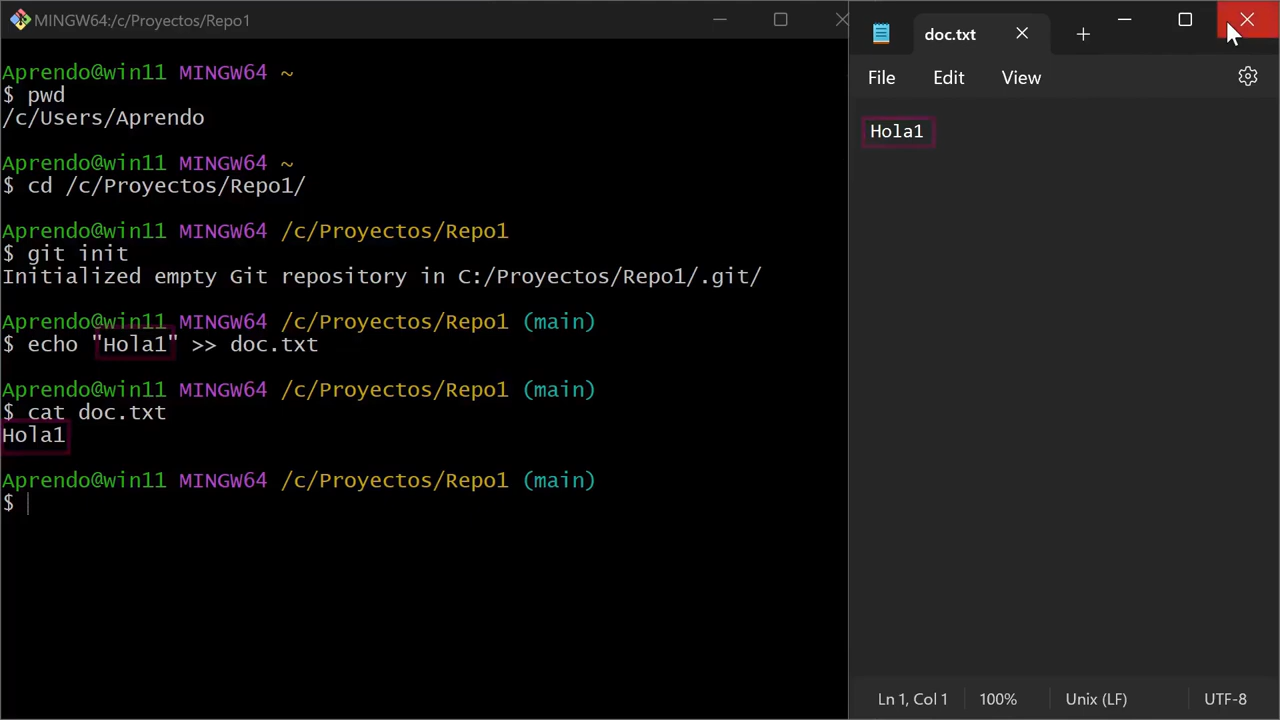 MINGW64:/c/Proyectos/Repo1
Aprendo@win11 MINGW64 ~
$ pwd
/c/Users/Aprendo
Aprendo@win11 MINGW64 ~
$ cd /c/Proyectos/Repo1/
Aprendo@win11 MINGW64 /c/Proyectos/Repo1
$ git init
Initialized empty Git repository in C:/Proyectos/Repo1/.git/
Aprendo@win11 MINGW64 /c/Proyectos/Repo1 (main)
$ echo "Hola1" >> doc.txt
Aprendo@win11 MINGW64 /c/Proyectos/Repo1 (main)
$ cat doc.txt
Hola1
Aprendo@win11 MINGW64 /c/Proyectos/Repo1 (main)
$
doc.txt
File Edit View
Hola1
Ln 1, Col 1 100% Unix (LF) UTF-8